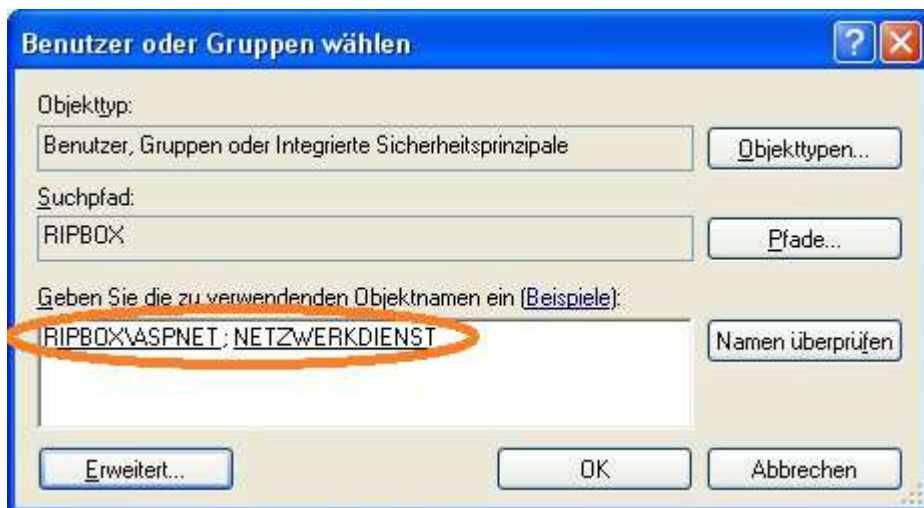 Benutzer oder Gruppen wählen
Objekttyp:
Benutzer, Gruppen oder Integrierte Sicherheitsprinzipale
Objekttypen...
Suchpfad:
RIPBOX
Pfade...
Geben Sie die zu verwendenden Objektnamen ein (Beispiele):
RIPBOX\ASPNET; NETZWERKDIENST
Namen überprüfen
Erweitert...
OK
Abbrechen